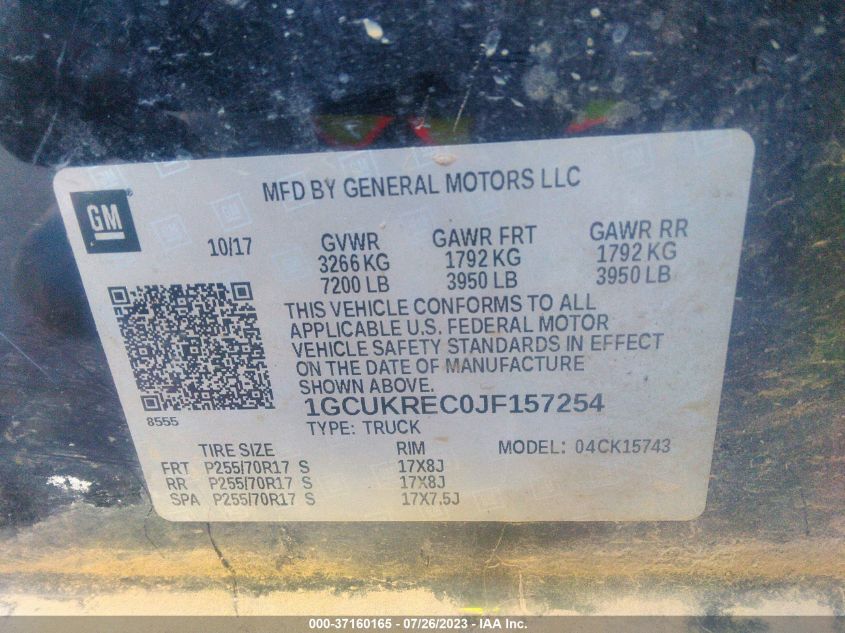 MFD BY GENERAL MOTORS LLC
GM
10/17 GVWR GAWR FRT GAWR RR
3266 KG 1792 KG 1792 KG
7200 LB 3950 LB 3950 LB
THIS VEHICLE CONFORMS TO ALL
APPLICABLE U.S. FEDERAL MOTOR
VEHICLE SAFETY STANDARDS IN EFFECT
ON THE DATE OF MANUFACTURE
SHOWN ABOVE.
1GCUKREC0JF157254
8555
TYPE: TRUCK
TIRE SIZE RIM MODEL: 04CK15743
FRT P255/70R17 S 17X8J
RR P255/70R17 S 17X8J
SPA P255/70R17 S 17X7.5J
000-37160165 - 07/26/2023 - IAA Inc.